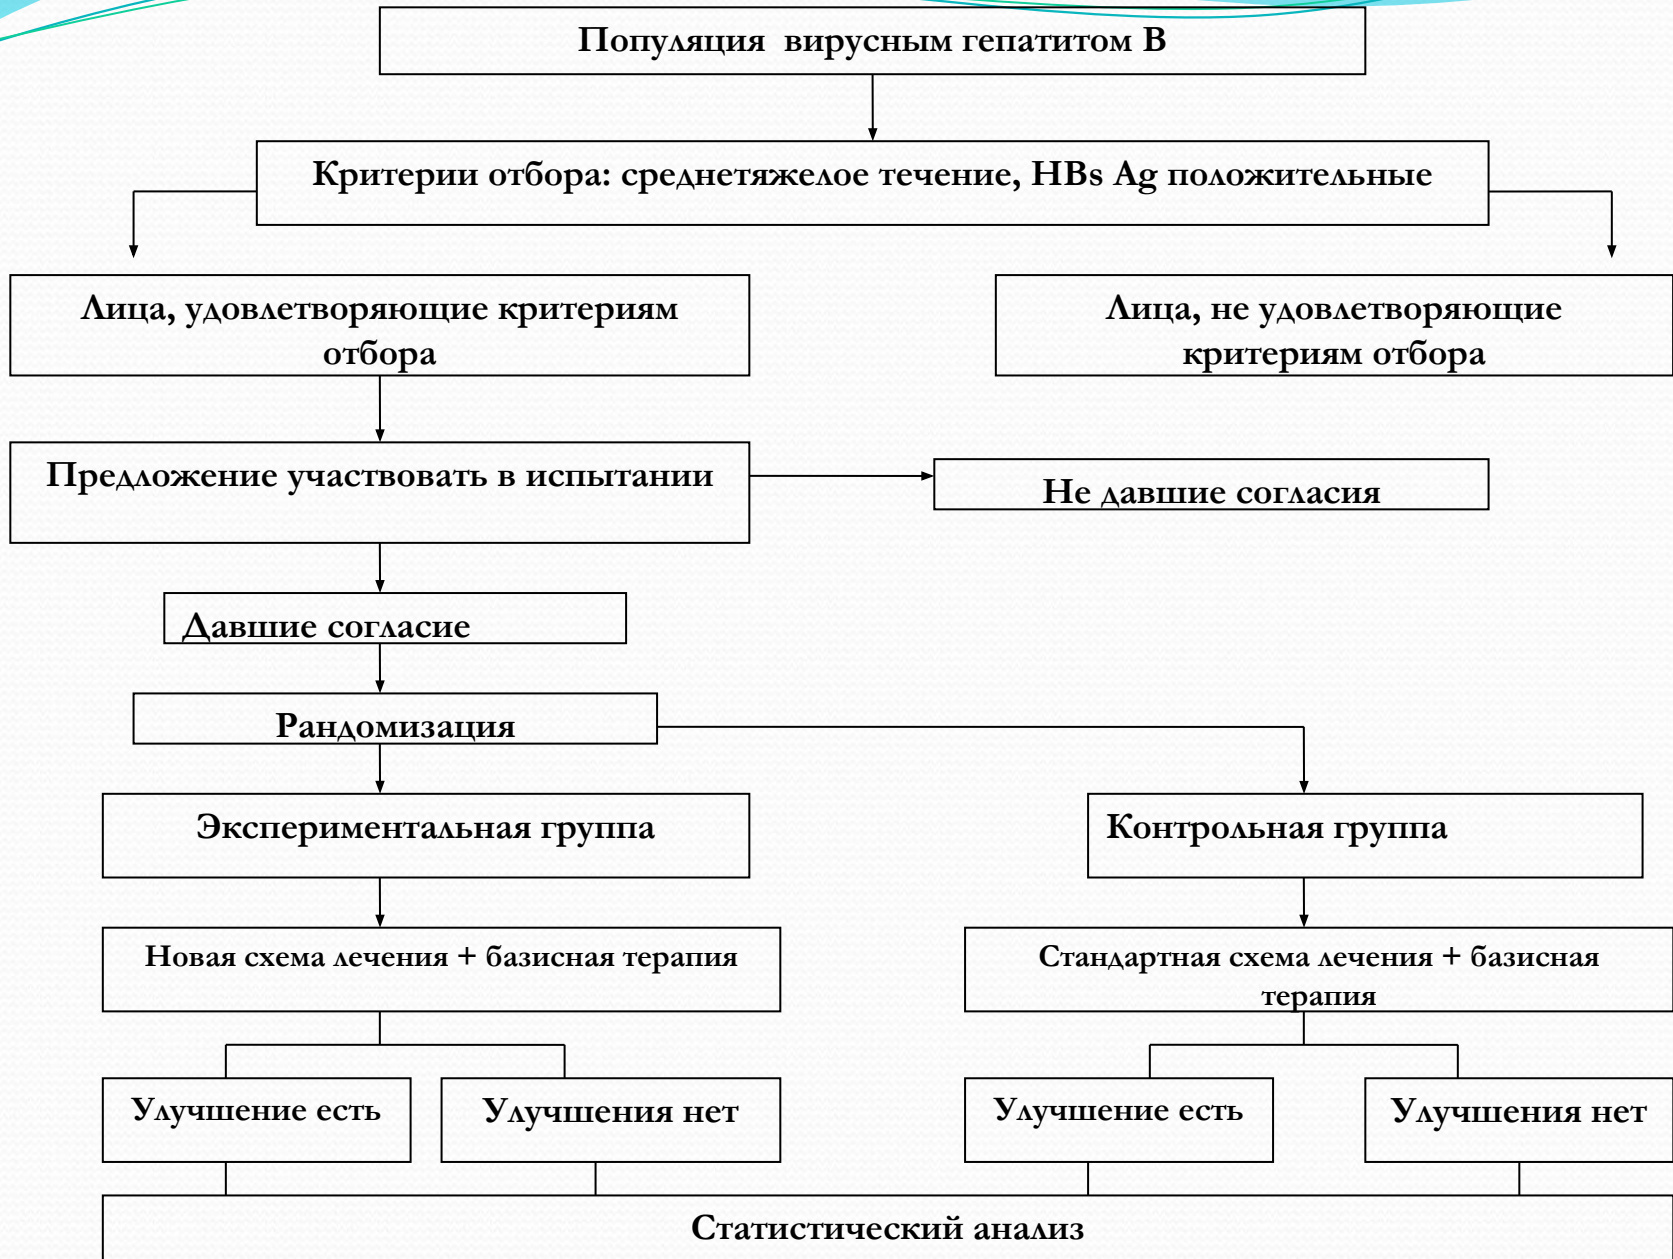 Популяция вирусным гепатитом В
Критерии отбора: среднетяжелое течение, HBs Ag положительные
Лица, удовлетворяющие критериям
отбора
Лица, не удовлетворяющие
критериям отбора
Предложение участвовать в испытании
Не давшие согласия
Давшие согласие
Рандомизация
Экспериментальная группа
Контрольная группа
Новая схема лечения + базисная терапия
Стандартная схема лечения + базисная
терапия
Улучшение есть
Улучшения нет
Улучшение есть
Улучшения нет
Статистический анализ